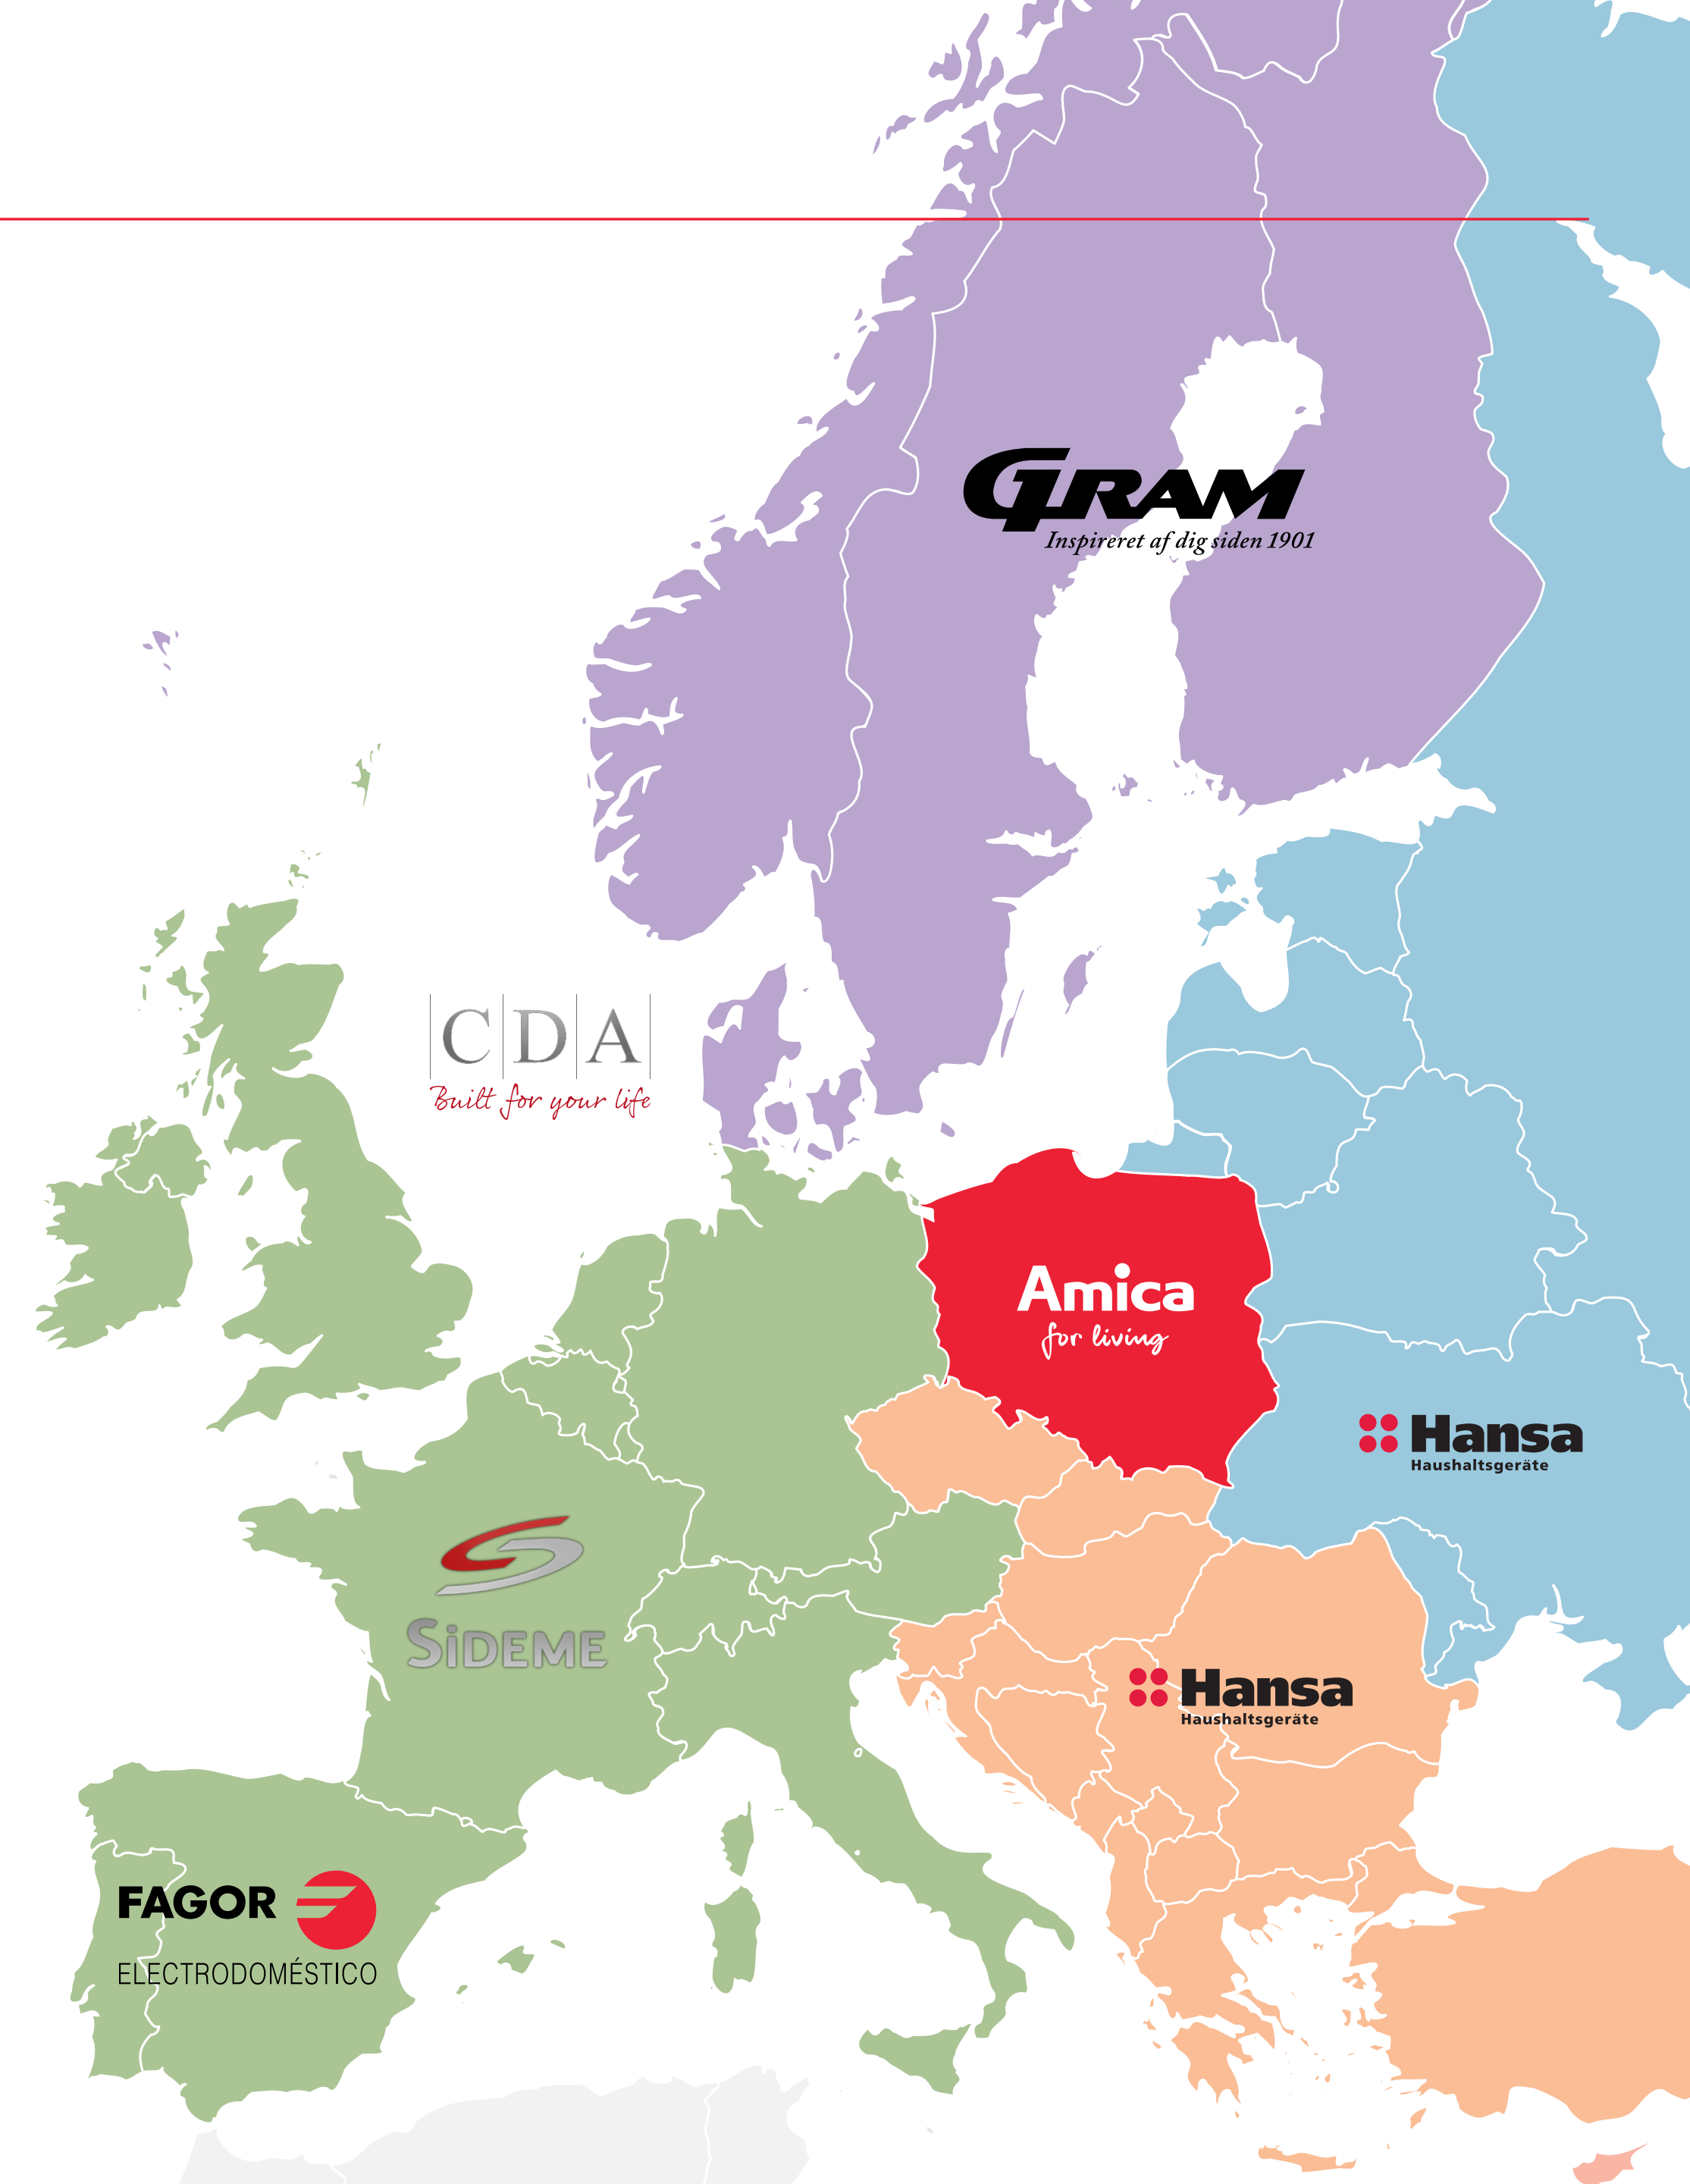 GRAM
Inspireret af dig siden 1901
CDA
Built for your life
Amica
for living
Hansa
Haushaltsgeräte
SiDEME
Hansa
Haushaltsgeräte
FAGOR
ELECTRODOMÉSTICO